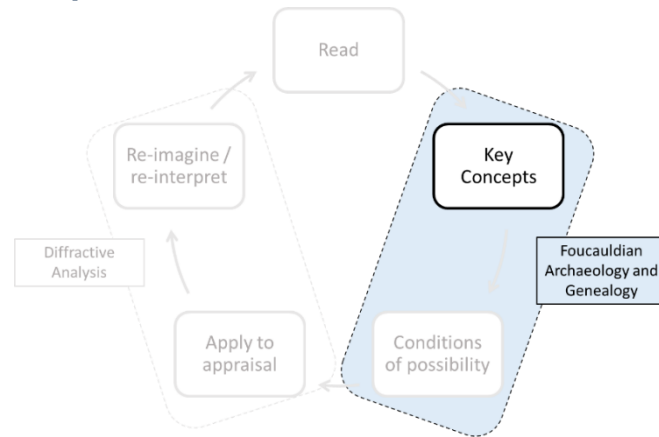 Read
Re-imagine /
re-interpret
Key
Concepts
Diffractive
Analysis
Foucauldian
Archaeology and
Genealogy
Apply to
appraisal
Conditions
of possibility